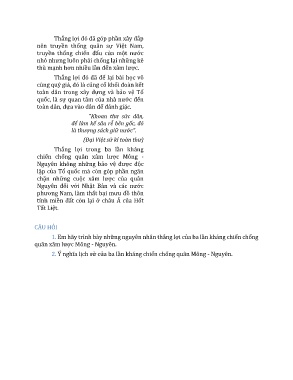 Thắng lợi đó đã góp phần xây đắp
nên truyền thống quân sự Việt Nam,
truyền thống chiến đấu của một nước
nhỏ nhưng luôn phải chống lại những kẻ
thù mạnh hơn nhiều lần đến xâm lược.
Thắng lợi đó đã để lại bài học vô
cùng quý giá, đó là củng cố khối đoàn kết
toàn dân trong xây dựng và bảo vệ Tổ
quốc, là sự quan tâm của nhà nước đến
toàn dân, dựa vào dân để đánh giặc.
"Khoan thư sức dân,
để làm kế sâu rễ bền gốc, đó
là thượng sách giữ nước".
(Đại Việt sử kí toàn thư)
Thắng lợi trong ba lần kháng
chiến chống quân xâm lược Mông -
Nguyên không những bảo vệ được độc
lập của Tổ quốc mà còn góp phần ngăn
chặn những cuộc xâm lược của quân
Nguyên đối với Nhật Bản và các nước
phương Nam, làm thất bại mưu đồ thôn
tính miền đất còn lại ở châu Á của Hốt
Tất Liệt.
CÂU HỎI
1. Em hãy trình bày những nguyên nhân thắng lợi của ba lần kháng chiến chống
quân xâm lược Mông - Nguyên.
2. Ý nghĩa lịch sử của ba lần kháng chiến chống quân Mông - Nguyên.